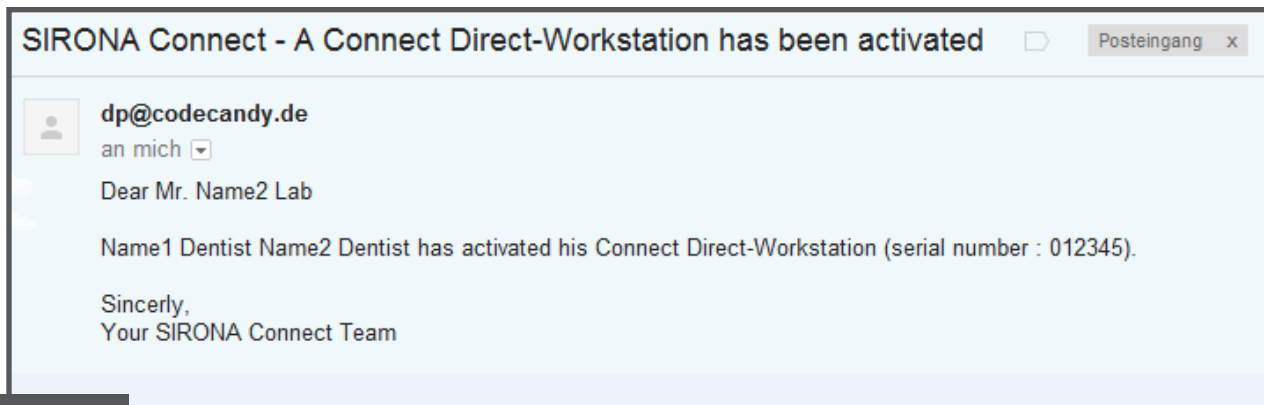 SIRONA Connect - A Connect Direct-Workstation has been activated Posteingang x
dp@codecandy.de
an mich
Dear Mr. Name2 Lab
Name1 Dentist Name2 Dentist has activated his Connect Direct-Workstation (serial number : 012345).
Sincerly,
Your SIRONA Connect Team